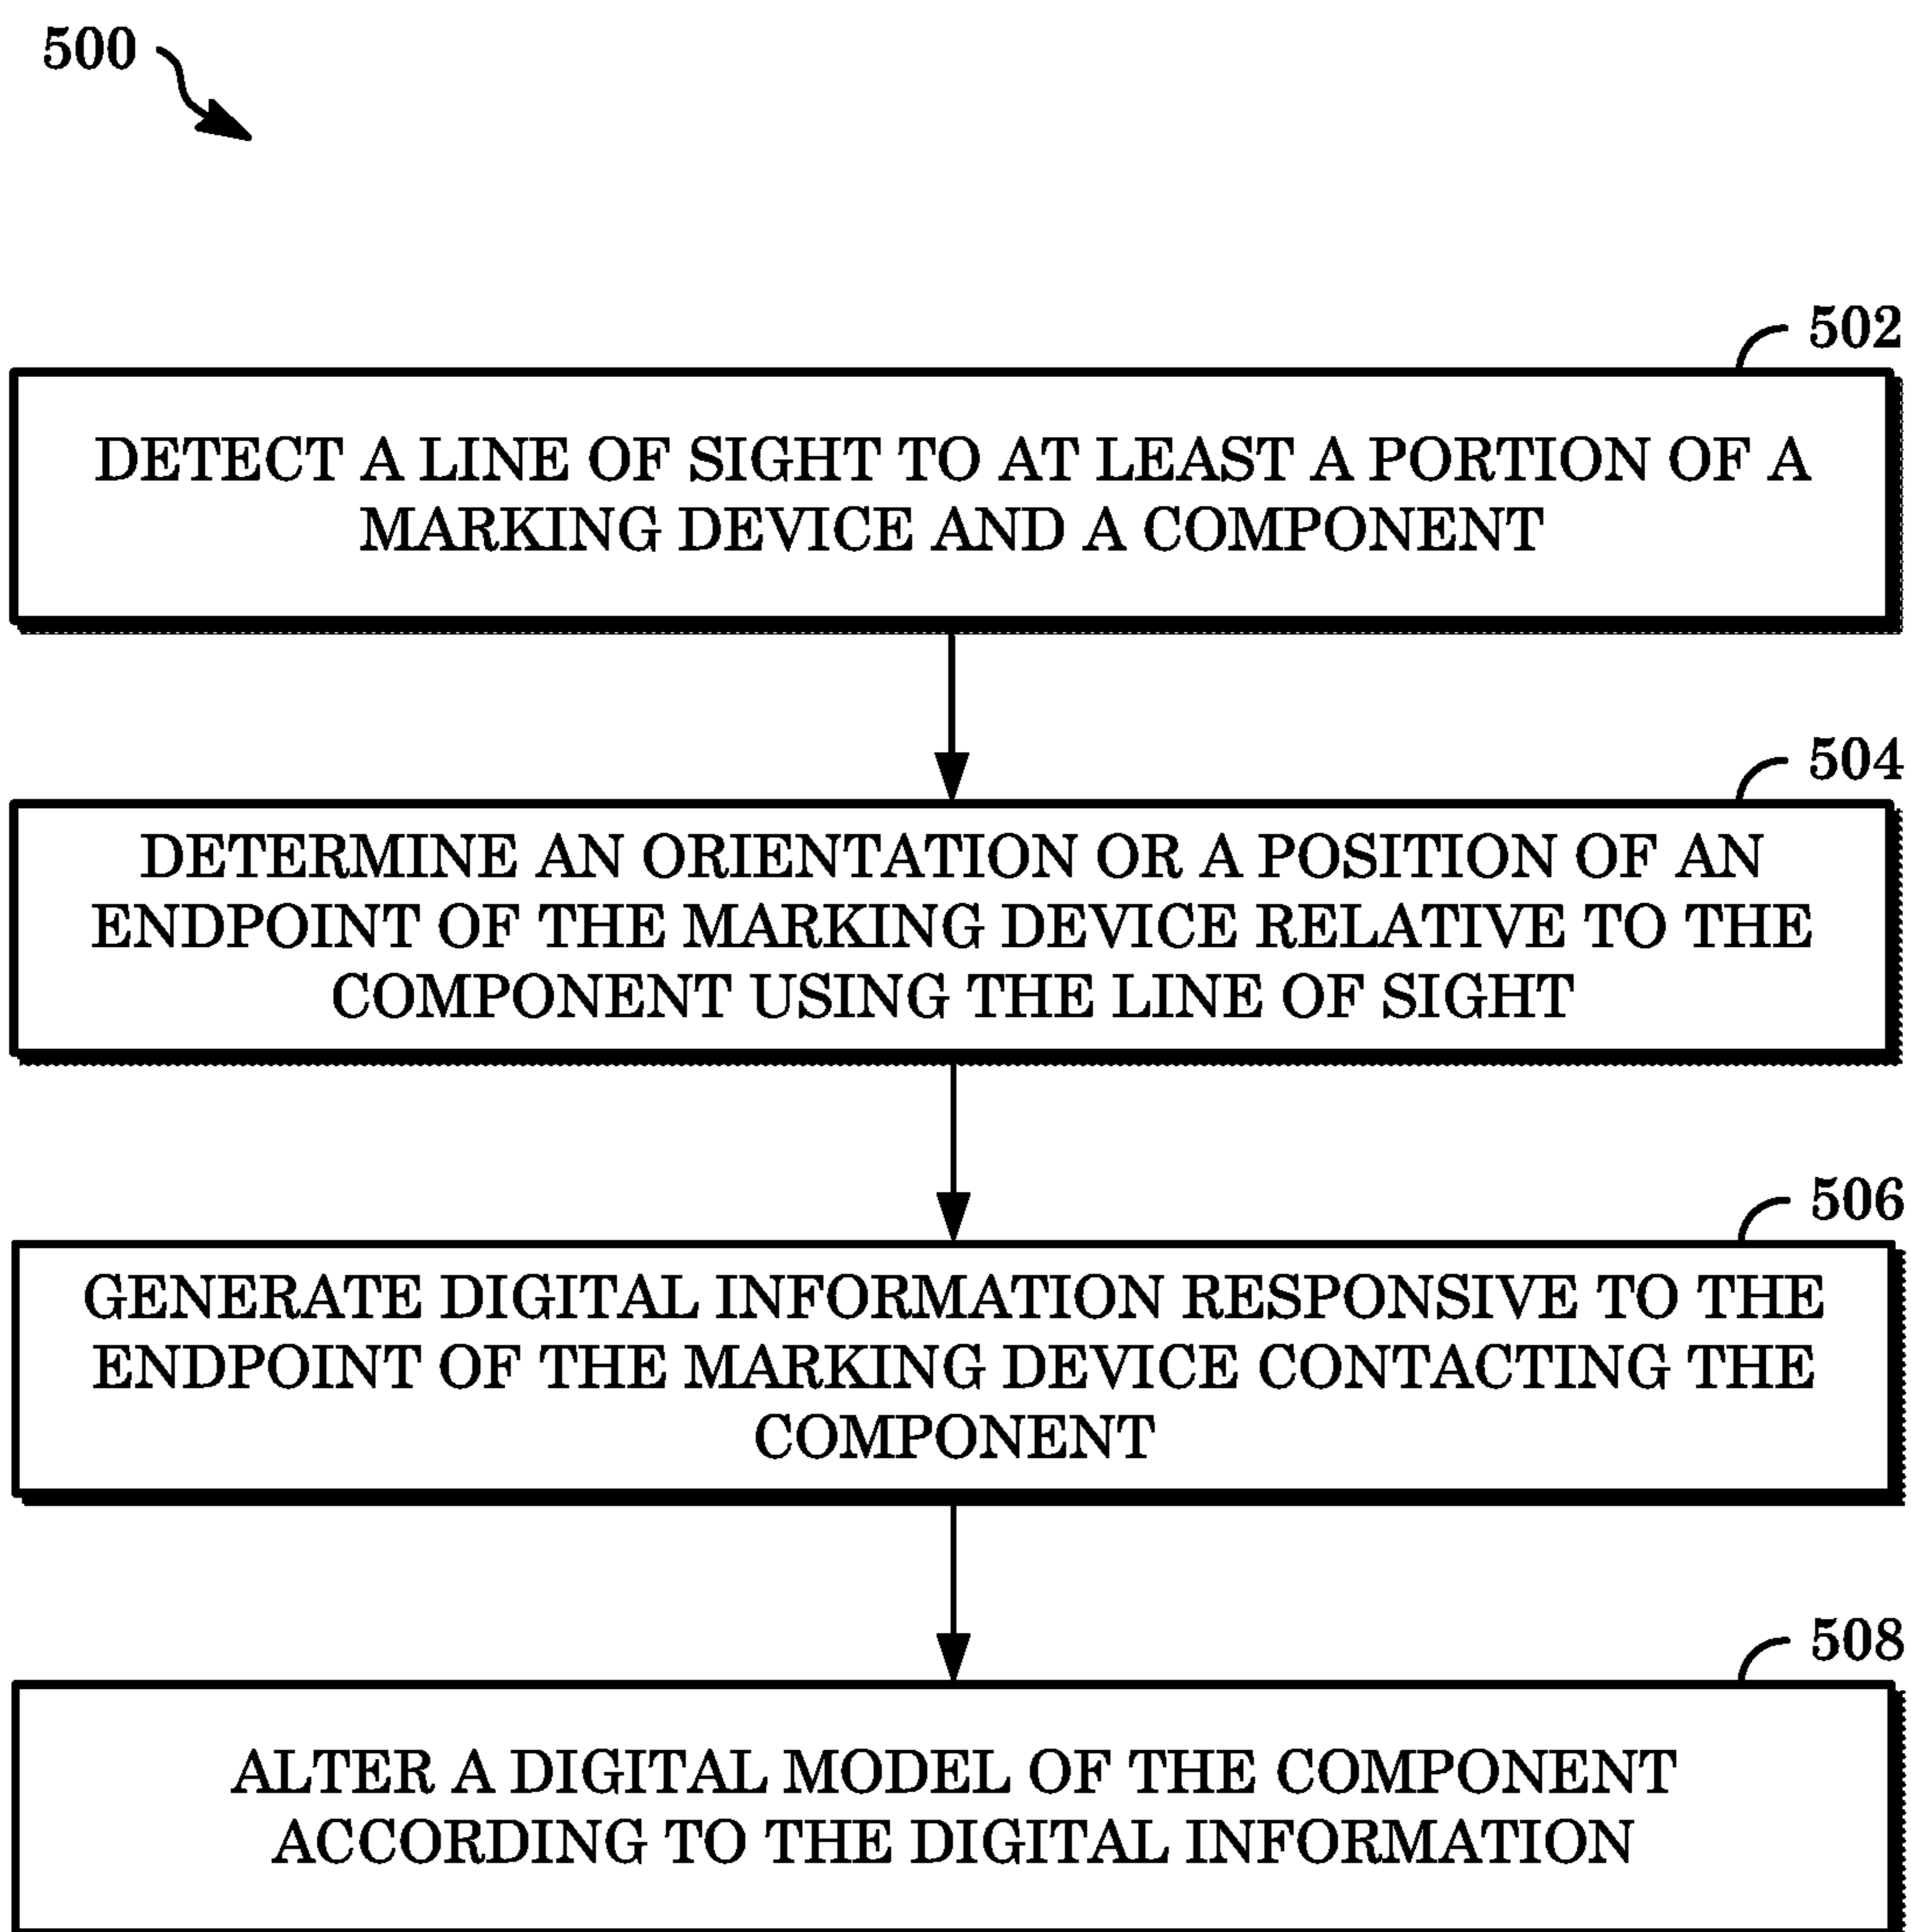 500
502
DETECT A LINE OF SIGHT TO AT LEAST A PORTION OF A
MARKING DEVICE AND A COMPONENT
504
DETERMINE AN ORIENTATION OR A POSITION OF AN
ENDPOINT OF THE MARKING DEVICE RELATIVE TO THE
COMPONENT USING THE LINE OF SIGHT
506
GENERATE DIGITAL INFORMATION RESPONSIVE TO THE
ENDPOINT OF THE MARKING DEVICE CONTACTING THE
COMPONENT
508
ALTER A DIGITAL MODEL OF THE COMPONENT
ACCORDING TO THE DIGITAL INFORMATION